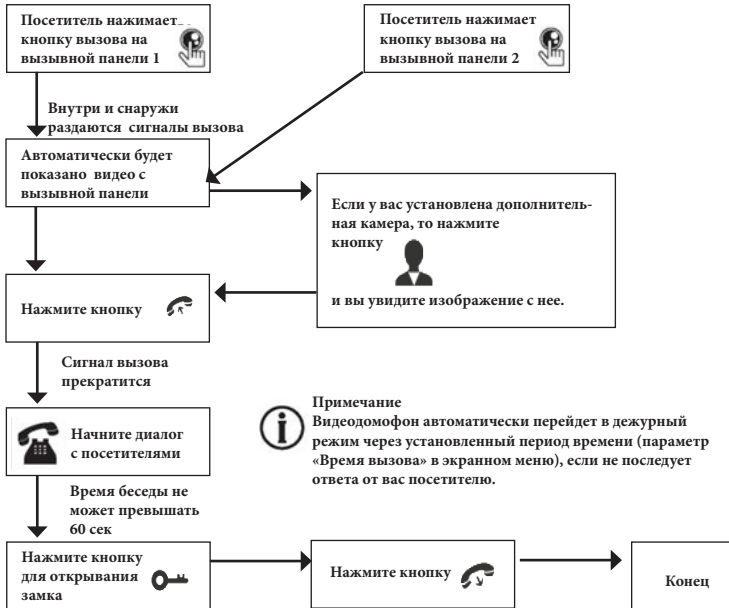 Посетитель нажимает
кнопку вызова на
вызывной панели 1
Посетитель нажимает
кнопку вызова на
вызывной панели 2
Внутри и снаружи
раздаются сигналы вызова
Автоматически будет
показано видео с
вызывной панели
Если у вас установлена дополнитель-
ная камера, то нажмите
кнопку
и вы увидите изображение с нее.
Нажмите кнопку
Сигнал вызова
прекратится
Начните диалог
с посетителями
Примечание
Видеодомофон автоматически перейдет в дежурный
режим через установленный период времени (параметр
«Время вызова» в экранном меню), если не последует
ответа от вас посетителю.
Время беседы не
может превышать
60 сек
Нажмите кнопку
для открывания
замка
Нажмите кнопку
Конец